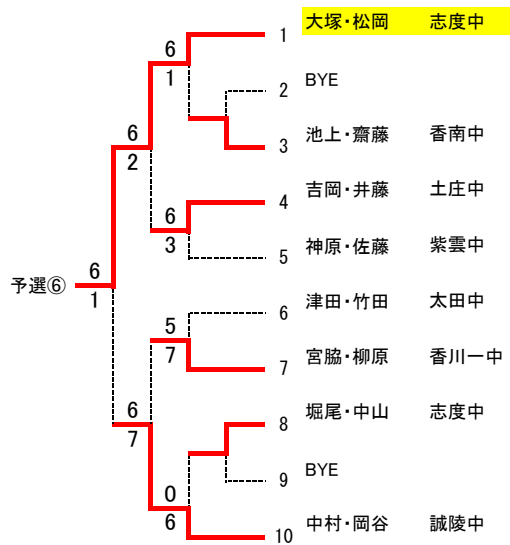 1 大塚・松岡 志度中
6
1
2 BYE
6
2
3 池上・齋藤 香南中
4 吉岡・井藤 土庄中
6
3
5 神原・佐藤 紫雲中
予選⑥
6
1
6 津田・竹田 太田中
5
7
7 宮脇・柳原 香川一中
8 堀尾・中山 志度中
6
7
9 BYE
0
6
10 中村・岡谷 誠陵中